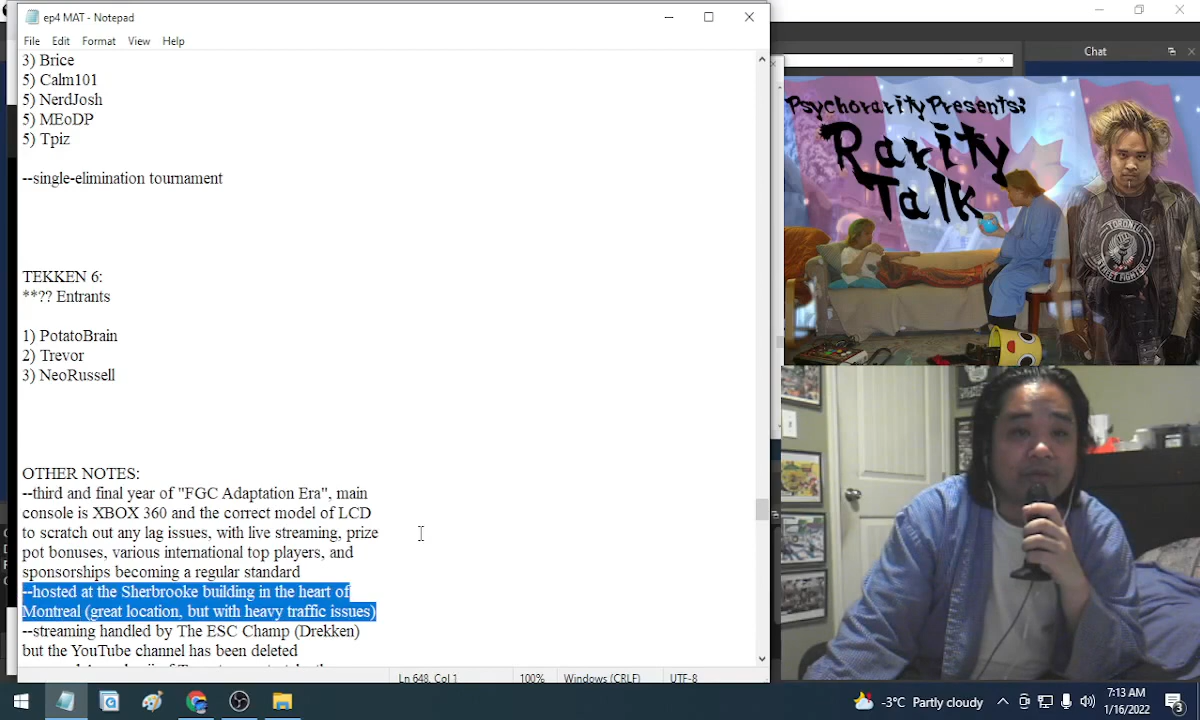 ep4 MAT - Notepad
File Edit Format View Help
3) Brice
5) Calm101
5) NerdJosh
5) MEoDP
5) Tpiz
--single-elimination tournament
TEKKEN 6:
**?? Entrants
1) PotatoBrain
2) Trevor
3) NeoRussell
OTHER NOTES:
--third and final year of "FGC Adaptation Era", main
console is XBOX 360 and the correct model of LCD
to scratch out any lag issues, with live streaming, prize
pot bonuses, various international top players, and
sponsorships becoming a regular standard
--hosted at the Sherbrooke building in the heart of
Montreal (great location, but with heavy traffic issues)
--streaming handled by The ESC Champ (Drekken)
but the YouTube channel has been deleted
Ln 648, Col 1 100% Windows (CRLF) UTF-8
Chat
Psychorarity Presents:
Rarity
Talk
TORONTO
STREET FIGHTER
-3°C Partly cloudy
7:13 AM
1/16/2022
3